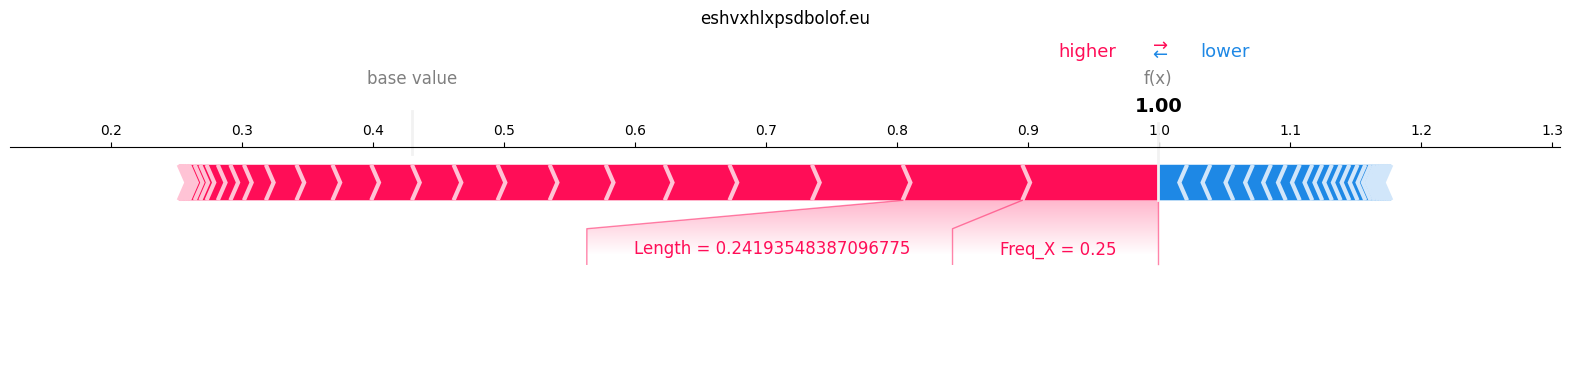 eshvxhlxpsdbolof.eu
higher → ← lower
base value f(x)
1.00
0.2 0.3 0.4 0.5 0.6 0.7 0.8 0.9 1.0 1.1 1.2 1.3
Length = 0.24193548387096775 Freq_X = 0.25